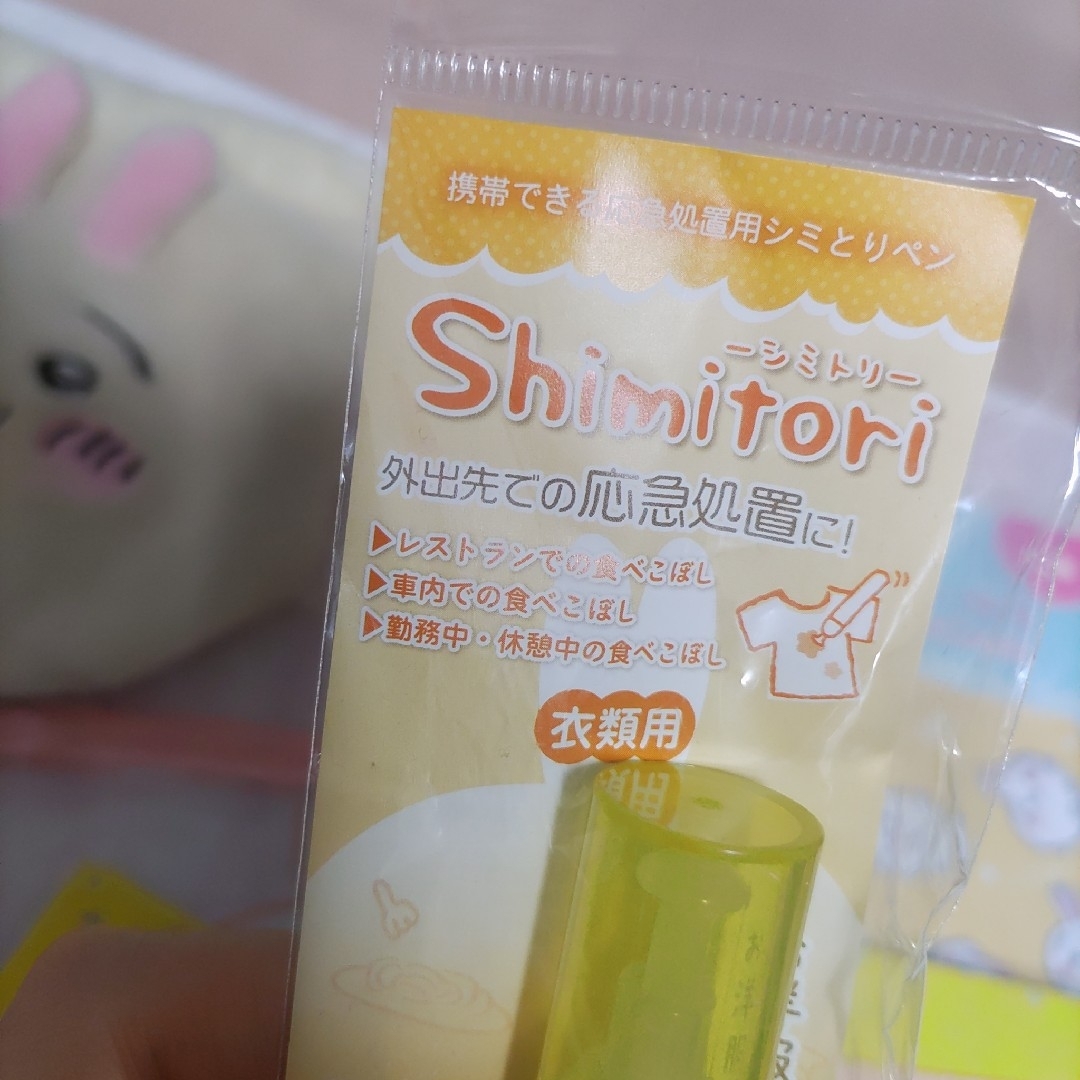 携帯できる応急処置用シミとりペン
Shimitori
ーシミトリー
外出先での応急処置に!
▶レストランでの食べこぼし
▶車内での食べこぼし
▶勤務中・休憩中の食べこぼし
衣類用